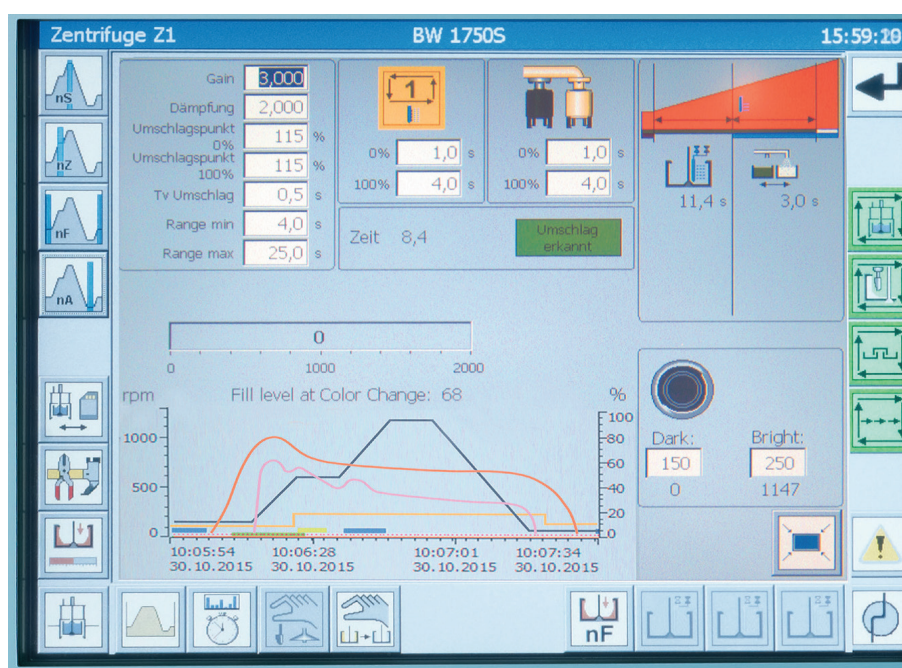 Zentrifuge Z1 BW 1750S 15:59:
nS
nZ
nF
nA
Gain 3,000
Dämpfung 2,000
Umschlagspunkt 0% 115 %
Umschlagspunkt 100% 115 %
Tv Umschlag 0,5 s
Range min 4,0 s
Range max 25,0 s
1
0% 1,0 s
100% 4,0 s
0% 1,0 s
100% 4,0 s
Zeit 8,4
Umschlag
erkannt
11,4 s 3,0 s
0
0 1000 2000
rpm Fill level at Color Change: 68 %
1000
500
0
100
80
60
40
20
0
10:05:54 10:06:28 10:07:01 10:07:34
30.10.2015 30.10.2015 30.10.2015 30.10.2015
Dark: Bright:
150 250
0 1147
nF